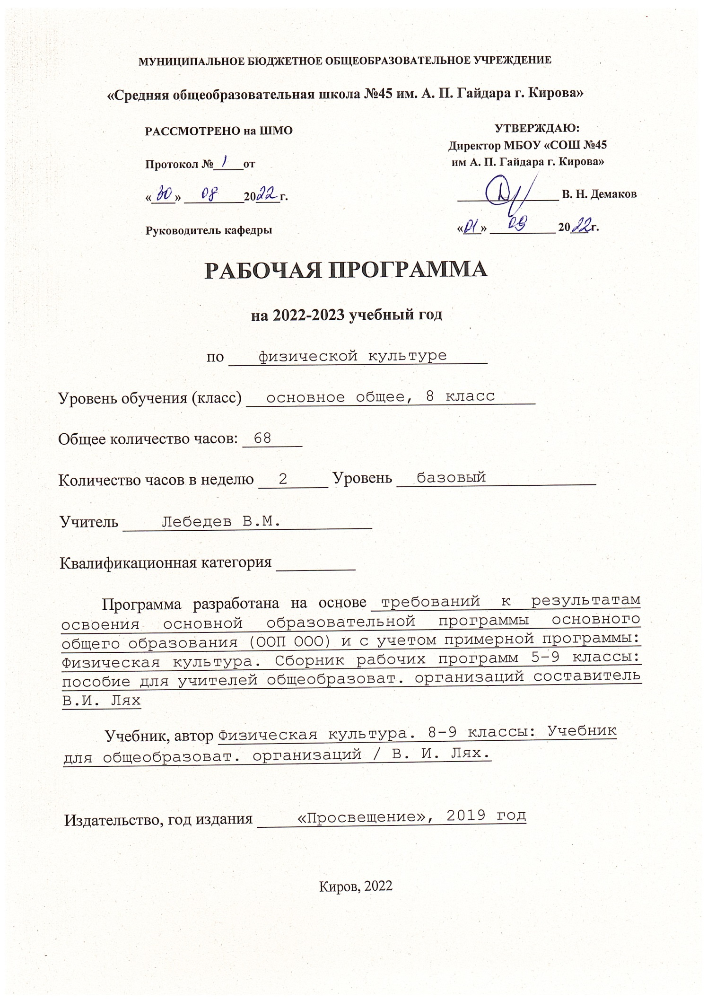 МУНИЦИПАЛЬНОЕ БЮДЖЕТНОЕ ОБЩЕОБРАЗОВАТЕЛЬНОЕ УЧРЕЖДЕНИЕ
«Средняя общеобразовательная школа №45 им. А. П. Гайдара г. Кирова»
РАССМОТРЕНО на ШМО
Протокол № 1 от
«30» 08 2022 г.
Руководитель кафедры
УТВЕРЖДАЮ:
Директор МБОУ «СОШ №45
им А. П. Гайдара г. Кирова»
В. Н. Демаков
«01» 09 2022 г.
РАБОЧАЯ ПРОГРАММА
на 2022-2023 учебный год
по физической культуре
Уровень обучения (класс) основное общее, 8 класс
Общее количество часов: 68
Количество часов в неделю 2 Уровень базовый
Учитель Лебедев В.М.
Квалификационная категория
Программа разработана на основе требований к результатам
освоения основной образовательной программы основного
общего образования (ООП ООО) и с учетом примерной программы:
Физическая культура. Сборник рабочих программ 5-9 классы:
пособие для учителей общеобразоват. организаций составитель
В.И. Лях
Учебник, автор Физическая культура. 8-9 классы: Учебник
для общеобразоват. организаций / В. И. Лях.
Издательство, год издания «Просвещение», 2019 год
Киров, 2022